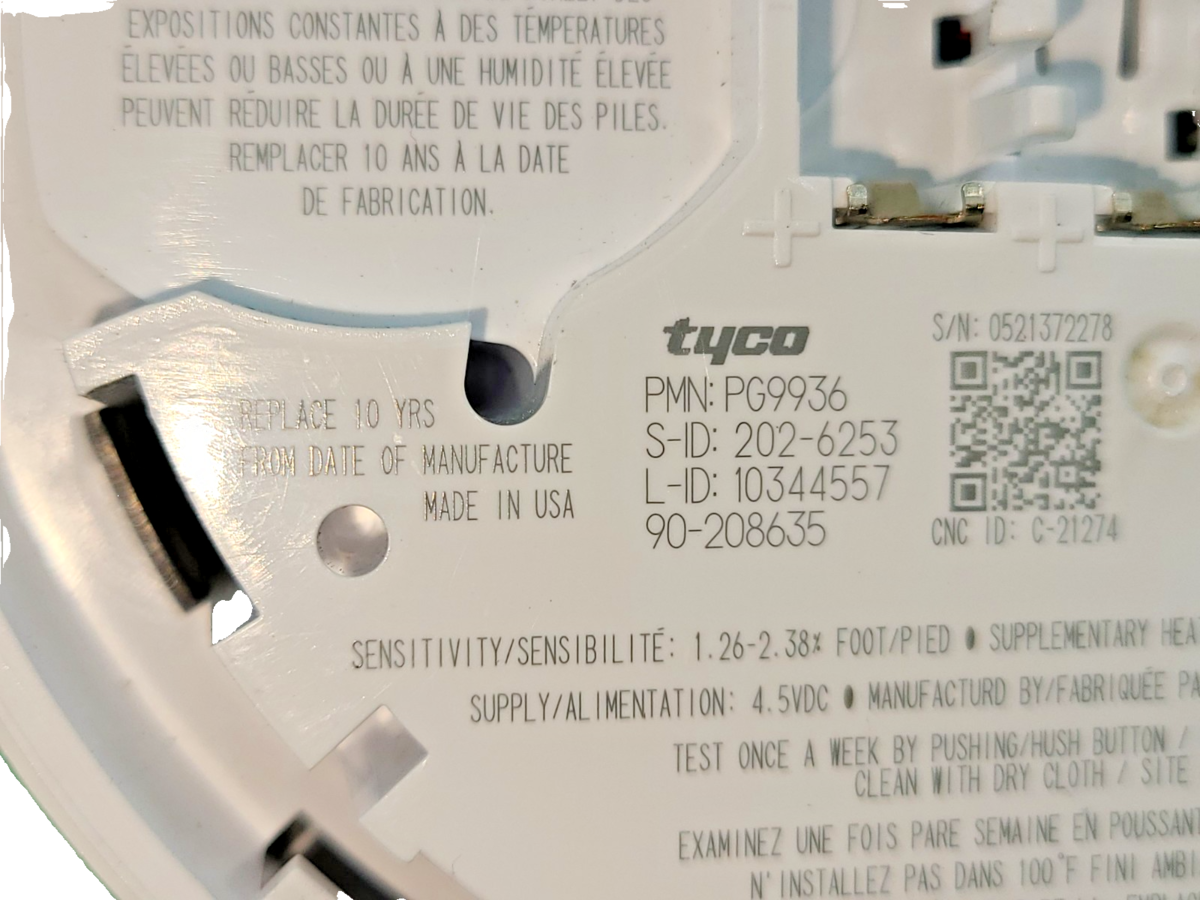 EXPOSITIONS CONSTANTES À DES TEMPÉRATURES
ÉLEVÉES OU BASSES OU À UNE HUMIDITÉ ÉLEVÉE
PEUVENT RÉDUIRE LA DURÉE DE VIE DES PILES.
REMPLACER 10 ANS À LA DATE
DE FABRICATION.
REPLACE 10 YRS
FROM DATE OF MANUFACTURE
MADE IN USA
tyco
PMN: PG9936
S-ID: 202-6253
L-ID: 10344557
90-208635
S/N: 0521372278
CNC ID: C-21274
SENSITIVITY/SENSIBILITÉ: 1.26-2.38% FOOT/PIED • SUPPLEMENTARY HEA
SUPPLY/ALIMENTATION: 4.5VDC • MANUFACTURD BY/FABRIQUÉE PA
TEST ONCE A WEEK BY PUSHING/HUSH BUTTON /
CLEAN WITH DRY CLOTH / SITE
EXAMINEZ UNE FOIS PARE SEMAINE EN POUSSANT
N'INSTALLEZ PAS DANS 100°F FINI AMBI